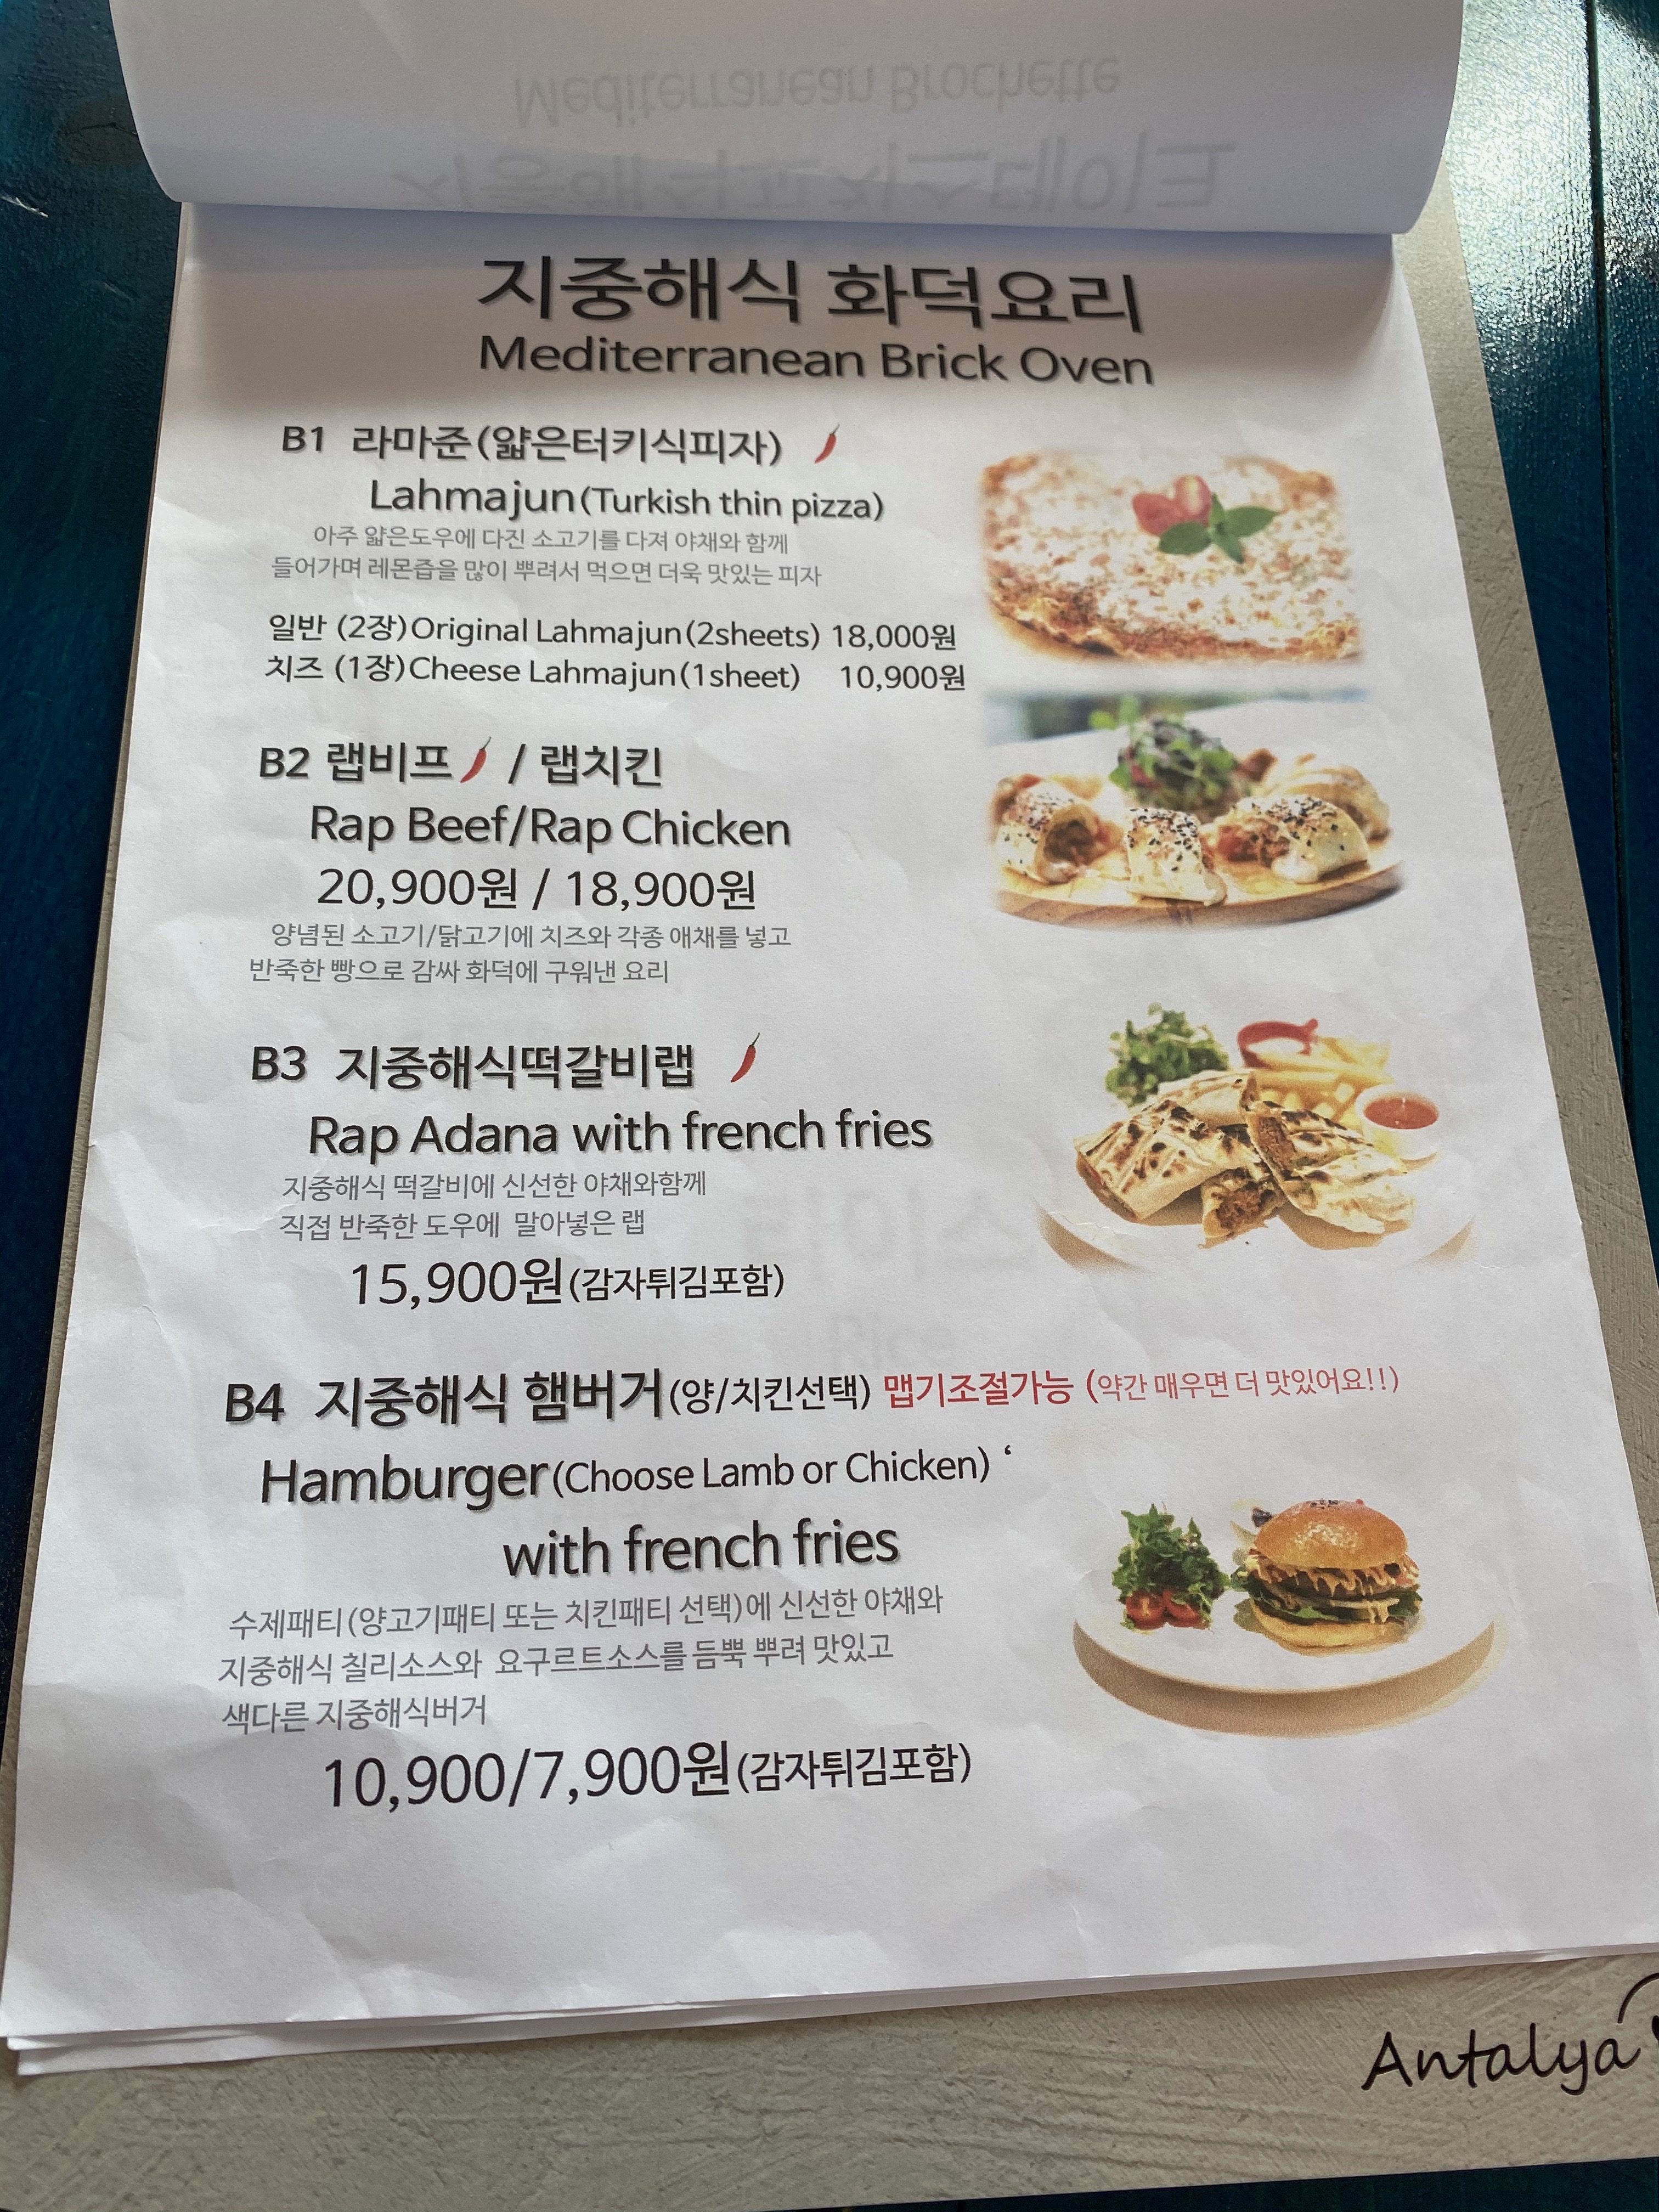 Mediterranean Brochette
지중해식꼬치스테이크
지중해식 화덕요리
Mediterranean Brick Oven
B1 라마준(얇은터키식피자)
Lahmajun(Turkish thin pizza)
아주 얇은도우에 다진 소고기를 다져 야채와 함께
들어가며 레몬즙을 많이 뿌려서 먹으면 더욱 맛있는 피자
일반 (2장)Original Lahmajun(2sheets) 18,000원
치즈 (1장)Cheese Lahmajun(1sheet) 10,900원
B2 랩비프 / 랩치킨
Rap Beef/Rap Chicken
20,900원 / 18,900원
양념된 소고기/닭고기에 치즈와 각종 애채를 넣고
반죽한 빵으로 감싸 화덕에 구워낸 요리
B3 지중해식떡갈비랩
Rap Adana with french fries
지중해식 떡갈비에 신선한 야채와함께
직접 반죽한 도우에 말아넣은 랩
15,900원(감자튀김포함)
Rice
B4 지중해식 햄버거(양/치킨선택) 맵기조절가능 (약간 매우면 더 맛있어요!!)
Hamburger(Choose Lamb or Chicken) ‘
with french fries
수제패티(양고기패티 또는 치킨패티 선택)에 신선한 야채와
지중해식 칠리소스와 요구르트소스를 듬뿍 뿌려 맛있고
색다른 지중해식버거
10,900/7,900원(감자튀김포함)
Antalya